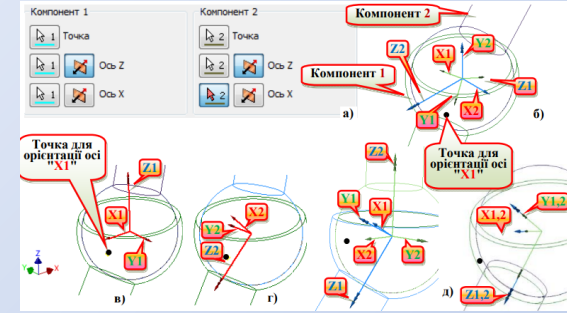 Компонент 1
Компонент 2
1
Точка
2
Точка
1
Ось Z
2
Ось Z
1
Ось X
2
Ось X
а)
Компонент 2
Z2
X1
Y2
Компонент 1
Z1
Y1
X2
б)
Точка для
орієнтації осі
"X1"
Точка для
орієнтації осі
"X1"
Z1
X1
Y1
Z
Y
X
в)
X2
Y2
Z2
г)
Z2
Y1
X1
X2
Y2
Z1
д)
Y1,2
X1,2
Z1,2